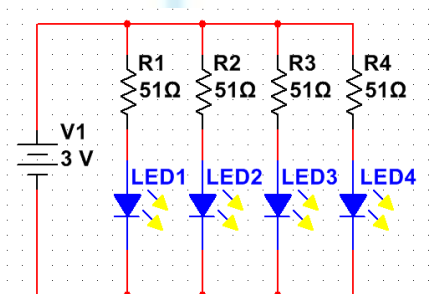 R1 R2 R3 R4
51Ω 51Ω 51Ω 51Ω
V1
3 V
LED1 LED2 LED3 LED4